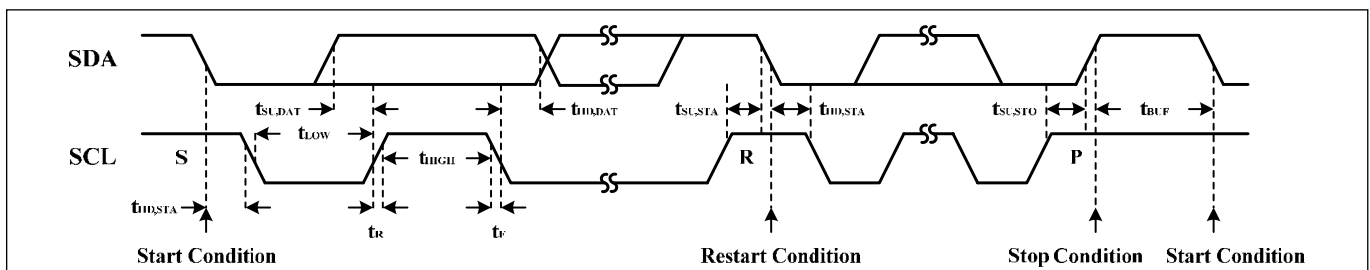 SDA
tSU,DAT
tHD,DAT
tSU,STA
tHD,STA
tSU,STO
tBUF
tLOW
SCL
S
tHIGH
R
P
tHD,STA
tR
tF
Start Condition
Restart Condition
Stop Condition
Start Condition